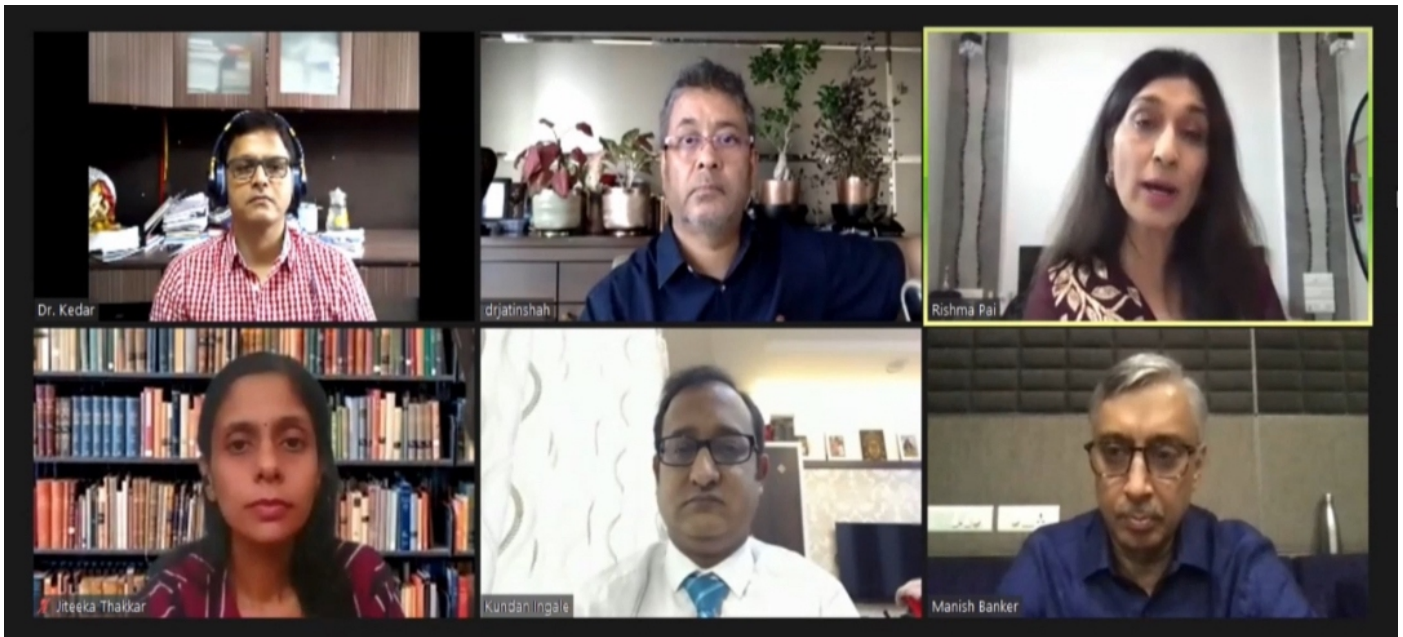 Dr. Kedar
drjatinshah
Rishma Pai
Jiteeka Thakkar
Kundan Ingale
Manish Banker